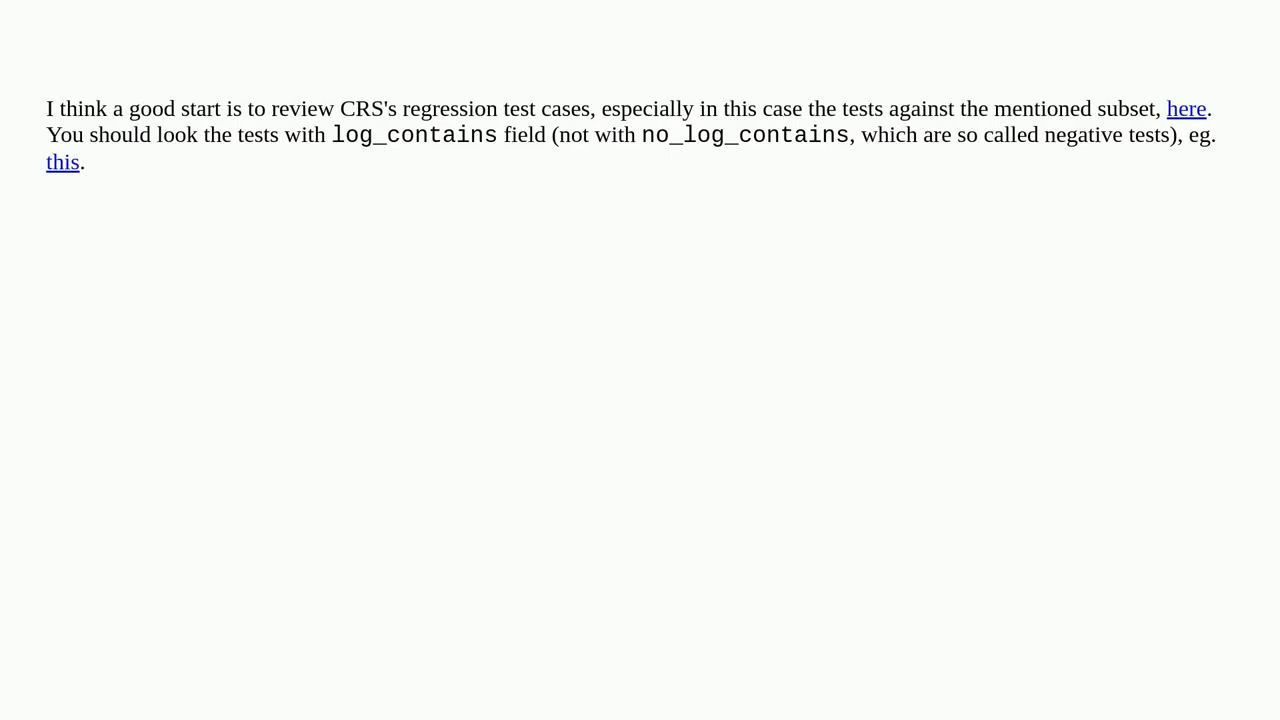 I think a good start is to review CRS's regression test cases, especially in this case the tests against the mentioned subset, here.
You should look the tests with log_contains field (not with no_log_contains, which are so called negative tests), eg.
this.